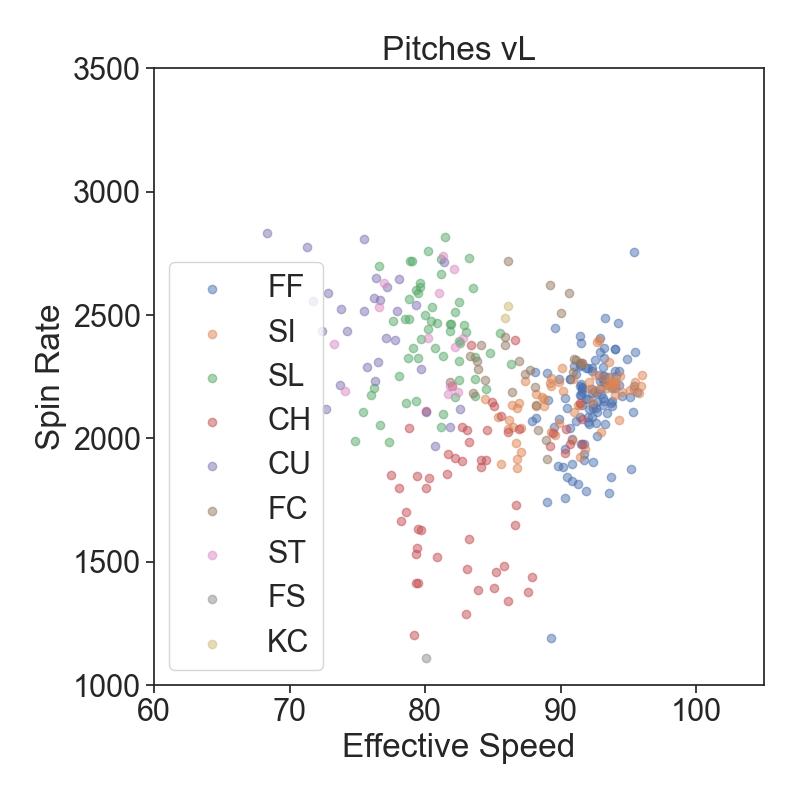 Pitches vL
3500
3000
2500
2000
1500
1000
Spin Rate
FF
SI
SL
CH
CU
FC
ST
FS
KC
60 70 80 90 100
Effective Speed